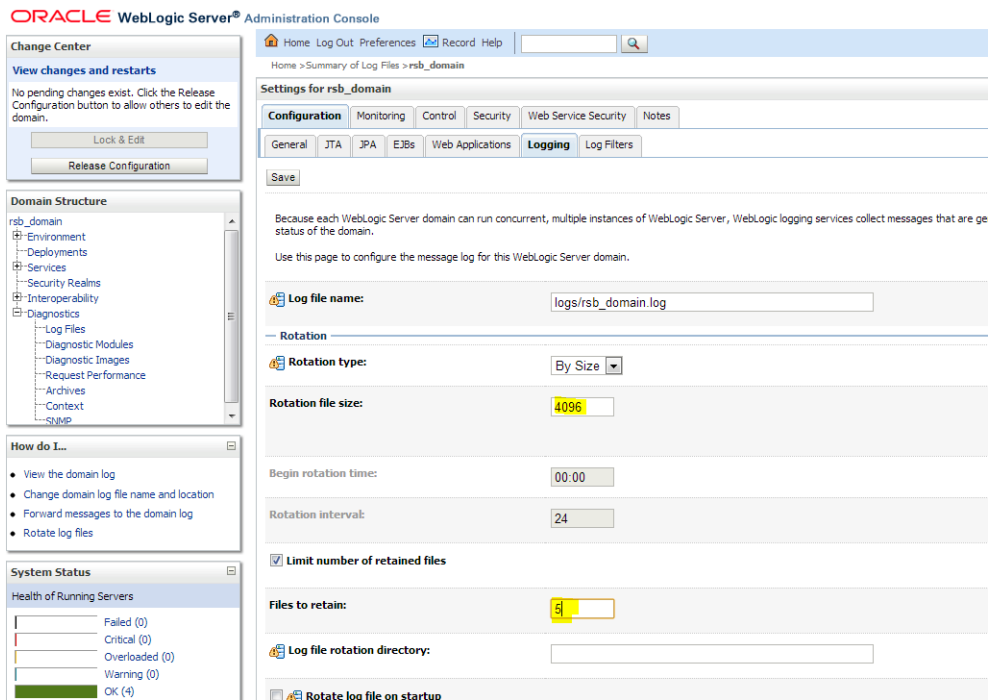 ORACLE WebLogic Server® Administration Console
Change Center
View changes and restarts
No pending changes exist. Click the Release
Configuration button to allow others to edit the
domain.
Lock & Edit
Release Configuration
Domain Structure
rsb_domain
Environment
Deployments
Services
Security Realms
Interoperability
Diagnostics
Log Files
Diagnostic Modules
Diagnostic Images
Request Performance
Archives
Context
SNMP
How do I...
View the domain log
Change domain log file name and location
Forward messages to the domain log
Rotate log files
System Status
Health of Running Servers
Failed (0)
Critical (0)
Overloaded (0)
Warning (0)
OK (4)
Home Log Out Preferences Record Help
Home >Summary of Log Files >rsb_domain
Settings for rsb_domain
Configuration Monitoring Control Security Web Service Security Notes
General JTA JPA EJBs Web Applications Logging Log Filters
Save
Because each WebLogic Server domain can run concurrent, multiple instances of WebLogic Server, WebLogic logging services collect messages that are ge
status of the domain.
Use this page to configure the message log for this WebLogic Server domain.
Log file name: logs/rsb_domain.log
Rotation
Rotation type: By Size
Rotation file size: 4096
Begin rotation time: 00:00
Rotation interval: 24
Limit number of retained files
Files to retain: 5
Log file rotation directory:
Rotate log file on startup